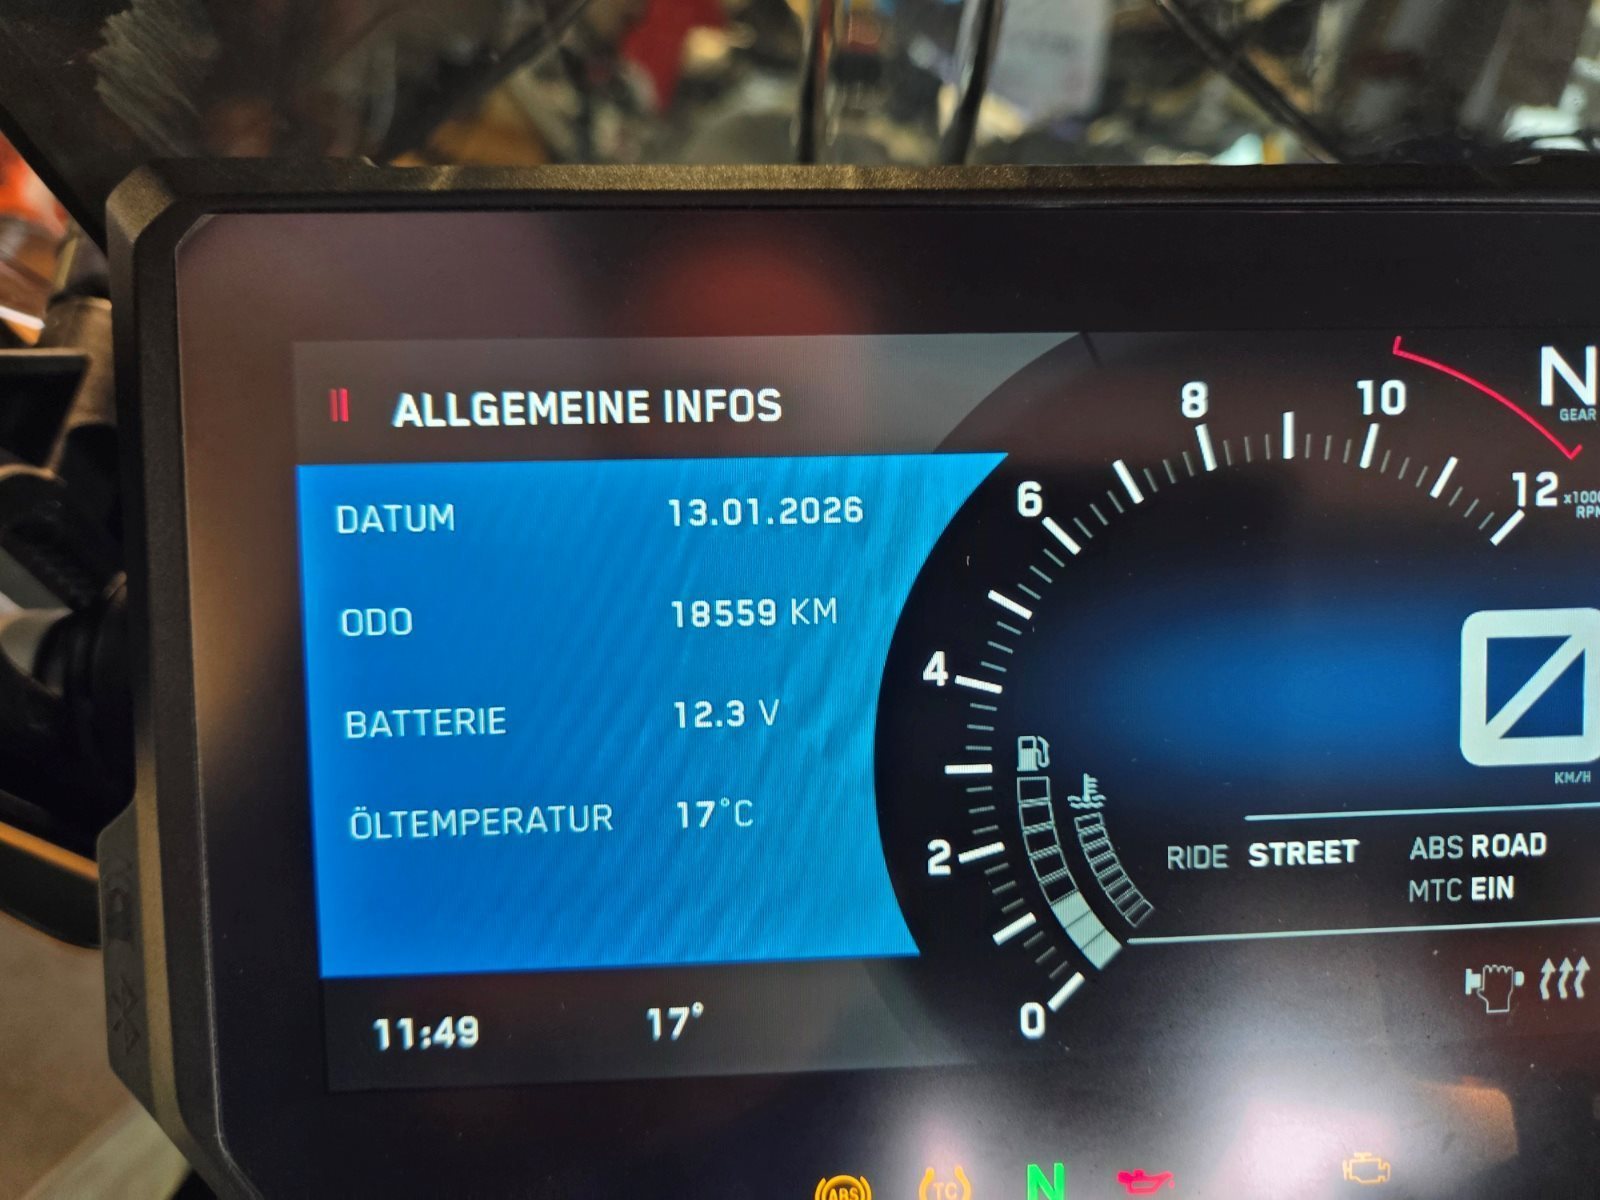 ALLGEMEINE INFOS
DATUM 13.01.2026
ODO 18559 KM
BATTERIE 12.3 V
ÖLTEMPERATUR 17°C
11:49 17°
0
2
4
6
8
10
12
x1000
RPM
N
GEAR
0
KM/H
RIDE STREET
ABS ROAD
MTC EIN
ABS
TC
N